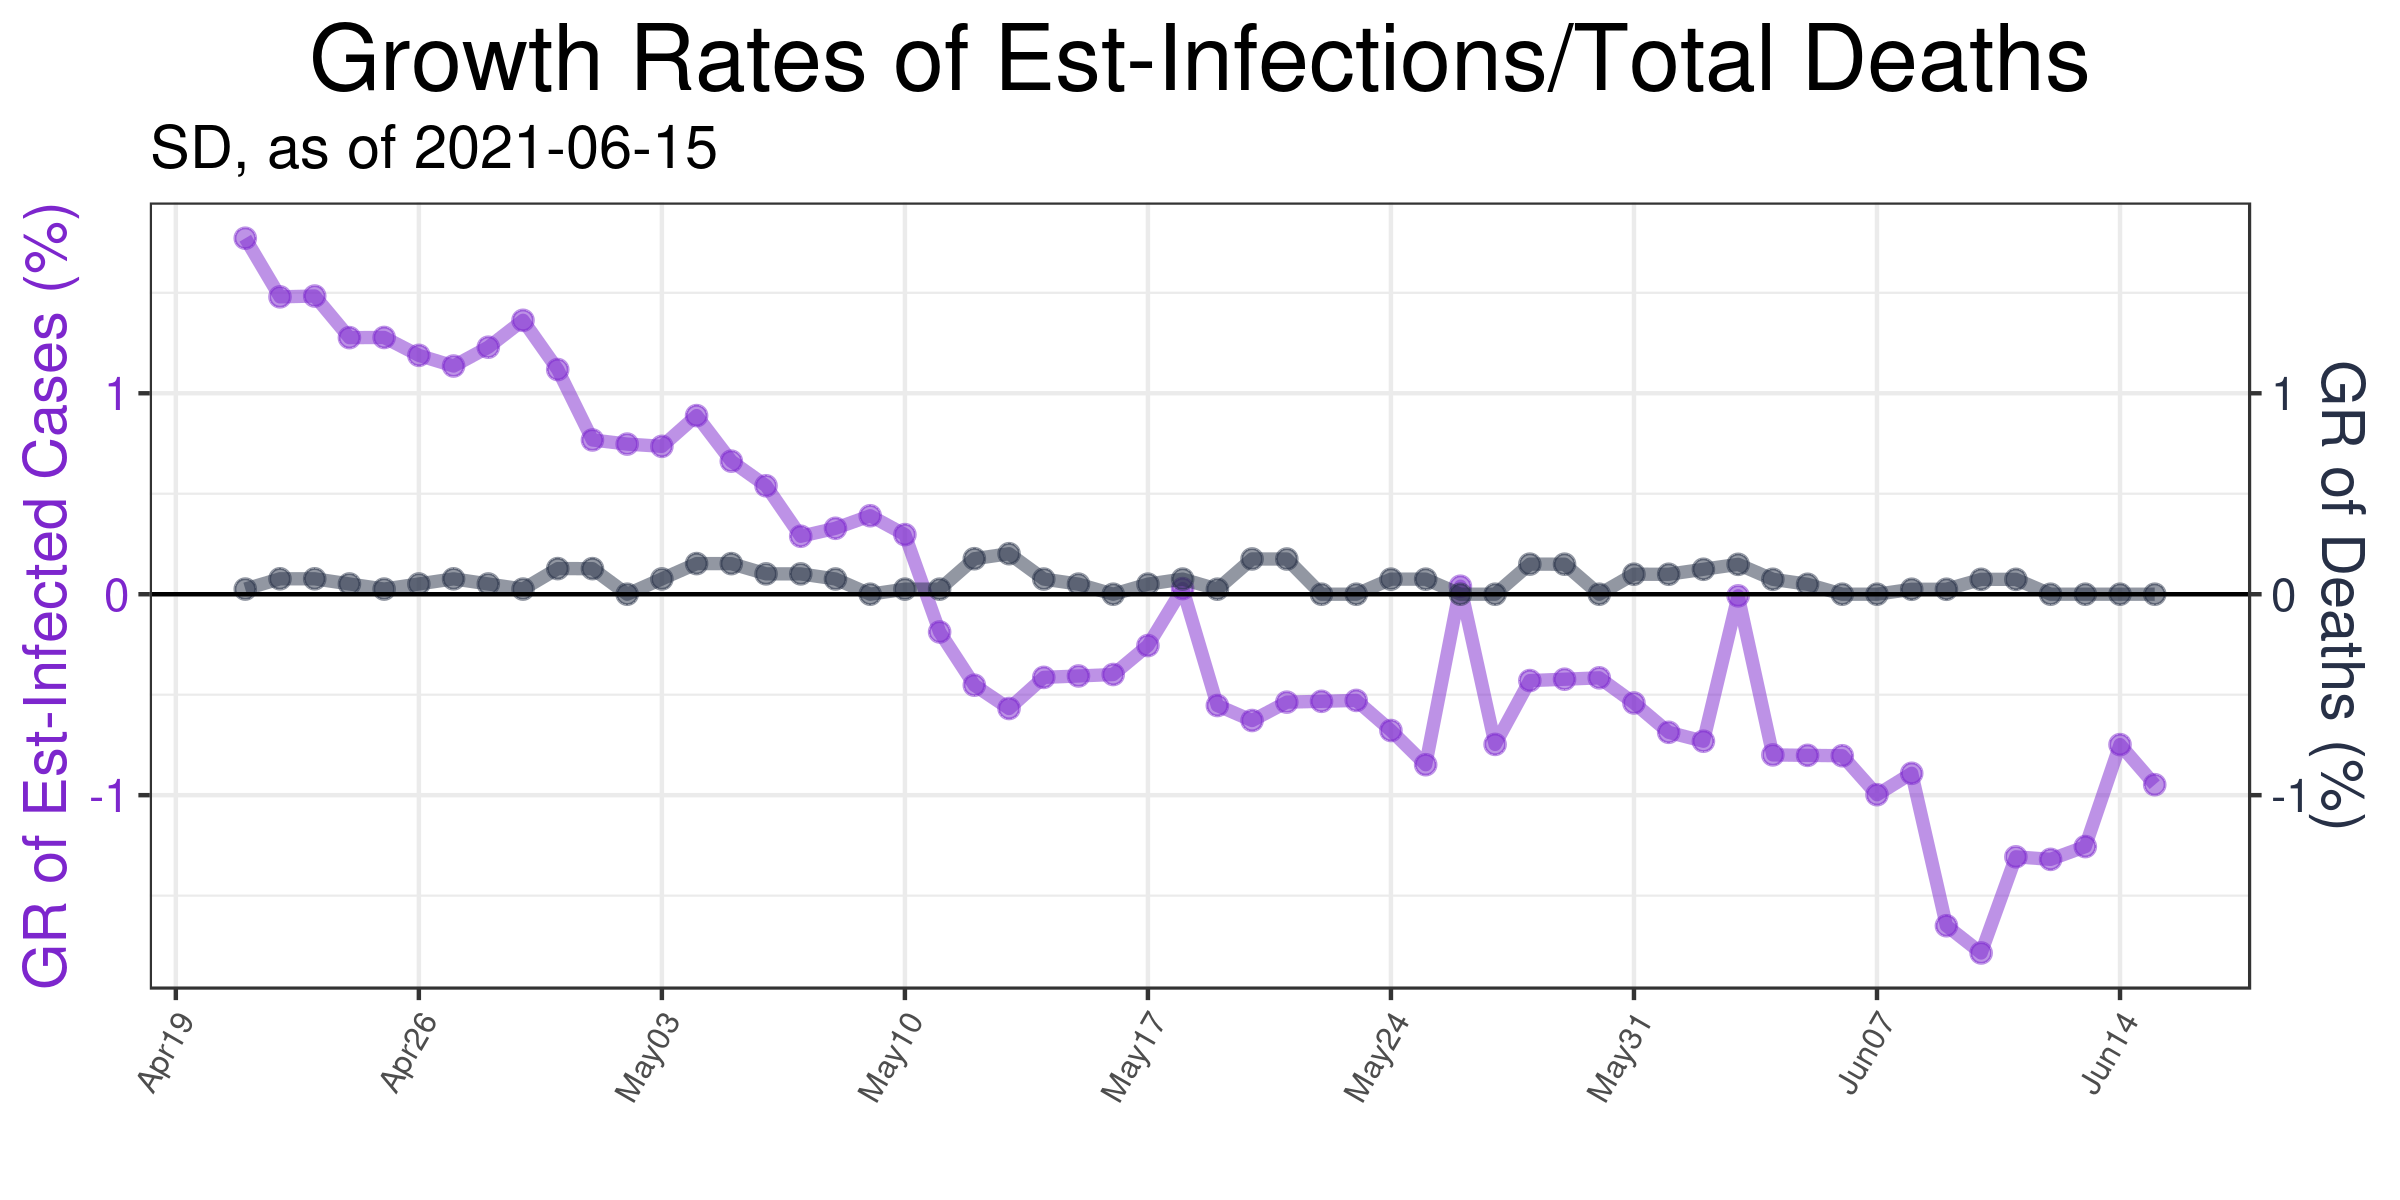 Growth Rates of Est-Infections/Total Deaths
SD, as of 2021-06-15
GR of Est-Infected Cases (%)
1
0
-1
1
0
-1
GR of Deaths (%)
Apr19
Apr26
May03
May10
May17
May24
May31
Jun07
Jun14